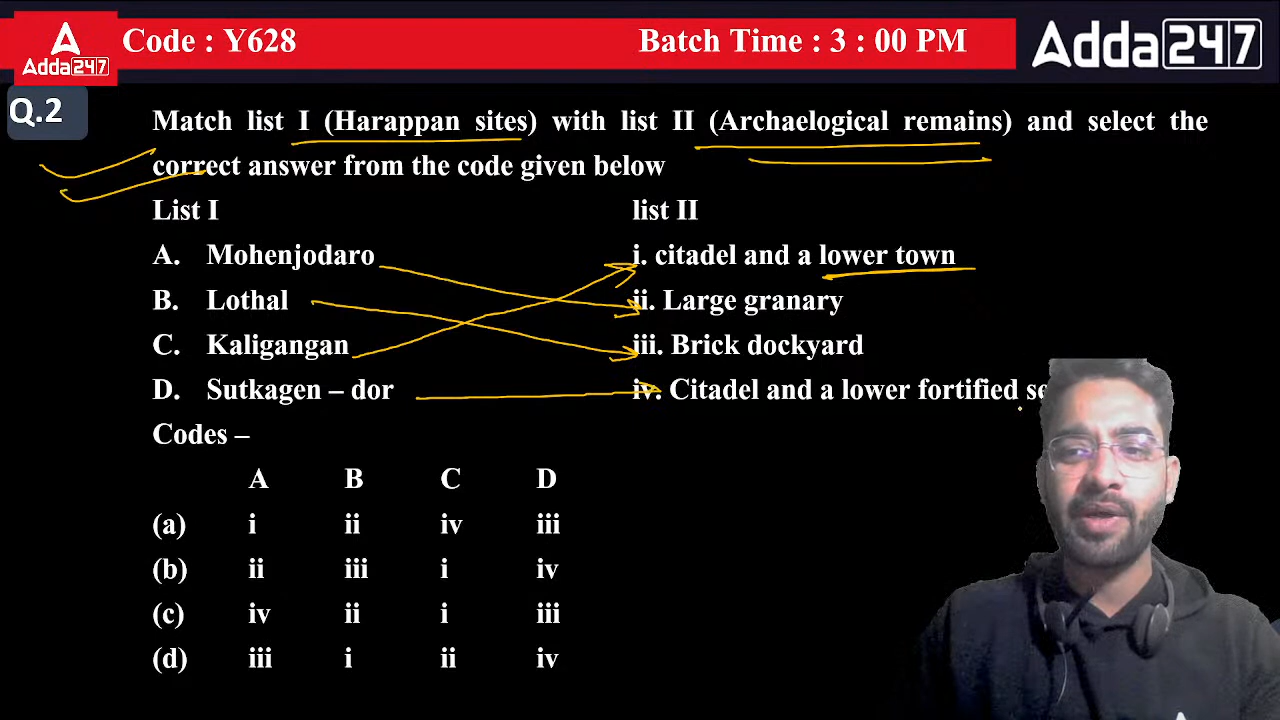 Code : Y628
Batch Time : 3 : 00 PM
Adda247
Adda247
Q.2
Match list I (Harappan sites) with list II (Archaelogical remains) and select the
correct answer from the code given below
List I list II
A. Mohenjodaro i. citadel and a lower town
B. Lothal ii. Large granary
C. Kaligangan iii. Brick dockyard
D. Sutkagen – dor iv. Citadel and a lower fortified
Codes –
A B C D
(a) i ii iv iii
(b) ii iii i iv
(c) iv ii i iii
(d) iii i ii iv